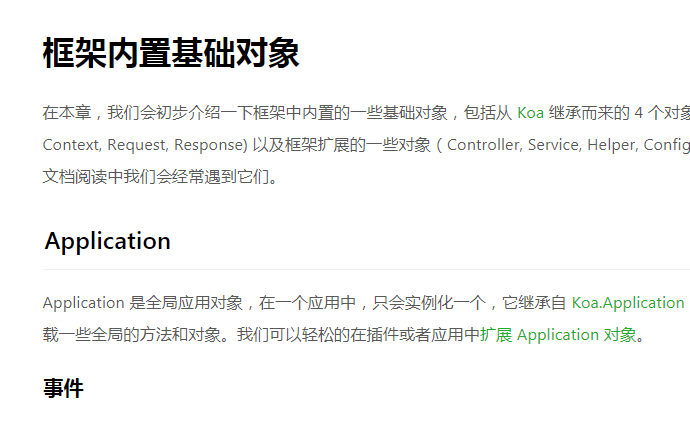 框架内置基础对象
在本章，我们会初步介绍一下框架中内置的一些基础对象，包括从 Koa 继承而来的 4 个对象
Context, Request, Response) 以及框架扩展的一些对象（Controller, Service, Helper, Config
文档阅读中我们会经常遇到它们。
Application
Application 是全局应用对象，在一个应用中，只会实例化一个，它继承自 Koa.Application
载一些全局的方法和对象。我们可以轻松的在插件或者应用中扩展 Application 对象。
事件